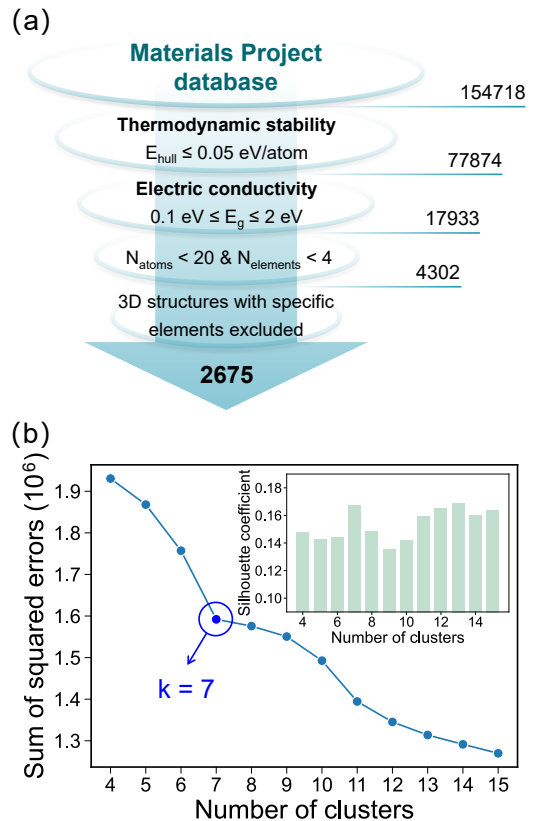 (a)
Materials Project
database
154718
Thermodynamic stability
E_hull ≤ 0.05 eV/atom
77874
Electric conductivity
0.1 eV ≤ E_g ≤ 2 eV
17933
N_atoms < 20 & N_elements < 4
4302
3D structures with specific
elements excluded
2675
(b)
Sum of squared errors (10⁶)
1.9
1.8
1.7
1.6
1.5
1.4
1.3
k = 7
4 5 6 7 8 9 10 11 12 13 14 15
Number of clusters
Silhouette coefficient
0.18
0.16
0.14
0.12
0.10
4 6 8 10 12 14
Number of clusters